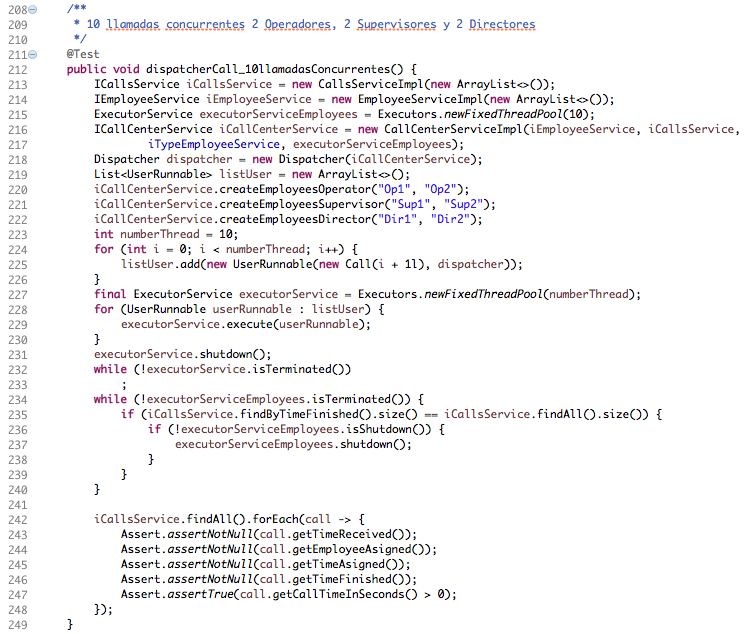 208 /**
209 * 10 llamadas concurrentes 2 Operadores, 2 Supervisores y 2 Directores
210 */
211 @Test
212 public void dispatcherCall_10llamadasConcurrentes() {
213 ICallsService iCallsService = new CallsServiceImpl(new ArrayList<>());
214 IEmployeeService iEmployeeService = new EmployeeServiceImpl(new ArrayList<>());
215 ExecutorService executorServiceEmployees = Executors.newFixedThreadPool(10);
216 ICallCenterService iCallCenterService = new CallCenterServiceImpl(iEmployeeService, iCallsService,
217 iTypeEmployeeService, executorServiceEmployees);
218 Dispatcher dispatcher = new Dispatcher(iCallCenterService);
219 List<UserRunnable> listUser = new ArrayList<>();
220 iCallCenterService.createEmployeesOperator("Op1", "Op2");
221 iCallCenterService.createEmployeesSupervisor("Sup1", "Sup2");
222 iCallCenterService.createEmployeesDirector("Dir1", "Dir2");
223 int numberThread = 10;
224 for (int i = 0; i < numberThread; i++) {
225 listUser.add(new UserRunnable(new Call(i + 1l), dispatcher));
226 }
227 final ExecutorService executorService = Executors.newFixedThreadPool(numberThread);
228 for (UserRunnable userRunnable : listUser) {
229 executorService.execute(userRunnable);
230 }
231 executorService.shutdown();
232 while (!executorService.isTerminated())
233 ;
234 while (!executorServiceEmployees.isTerminated()) {
235 if (iCallsService.findByTimeFinished().size() == iCallsService.findAll().size()) {
236 if (!executorServiceEmployees.isShutdown()) {
237 executorServiceEmployees.shutdown();
238 }
239 }
240 }
241
242 iCallsService.findAll().forEach(call -> {
243 Assert.assertNotNull(call.getTimeReceived());
244 Assert.assertNotNull(call.getEmployeeAsigned());
245 Assert.assertNotNull(call.getTimeAsigned());
246 Assert.assertNotNull(call.getTimeFinished());
247 Assert.assertTrue(call.getCallTimeInSeconds() > 0);
248 });
249 }